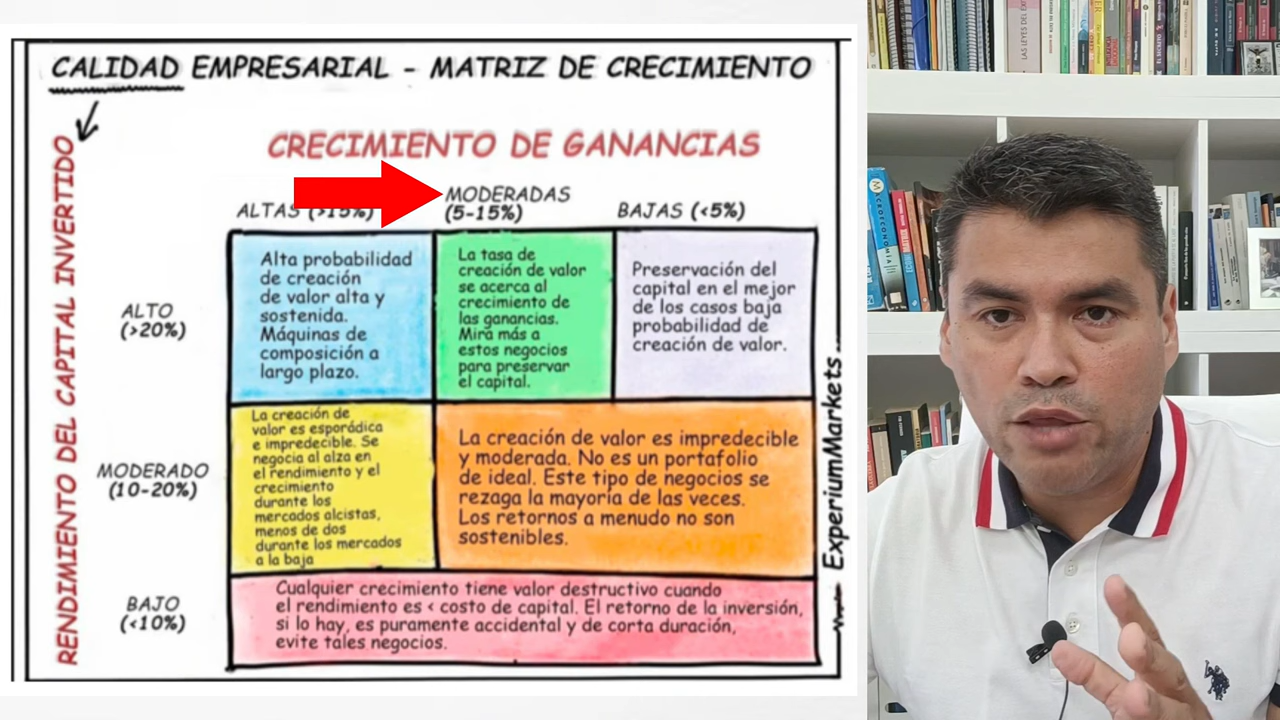 CALIDAD EMPRESARIAL - MATRIZ DE CRECIMIENTO
RENDIMIENTO DEL CAPITAL INVERTIDO
CRECIMIENTO DE GANANCIAS
ALTAS (>15%)
MODERADAS
(5-15%)
BAJAS (<5%)
ALTO
(>20%)
Alta probabilidad
de creación
de valor alta y
sostenida.
Máquinas de
composición a
largo plazo.
La tasa de
creación de valor
se acerca al
crecimiento de
las ganancias.
Mira más a
estos negocios
para preservar
el capital.
Preservación del
capital en el mejor
de los casos baja
probabilidad de
creación de valor.
MODERADO
(10-20%)
La creación de
valor es esporádica
e impredecible. Se
negocia al alza en
el rendimiento y el
crecimiento
durante los
mercados alcistas,
menos de dos
durante los mercados
a la baja
La creación de valor es impredecible
y moderada. No es un portafolio
de ideal. Este tipo de negocios se
rezaga la mayoría de las veces.
Los retornos a menudo no son
sostenibles.
BAJO
(<10%)
Cualquier crecimiento tiene valor destructivo cuando
el rendimiento es < costo de capital. El retorno de la inversión,
si lo hay, es puramente accidental y de corta duración,
evite tales negocios.
ExperiumMarkets
MACROECONOMÍA